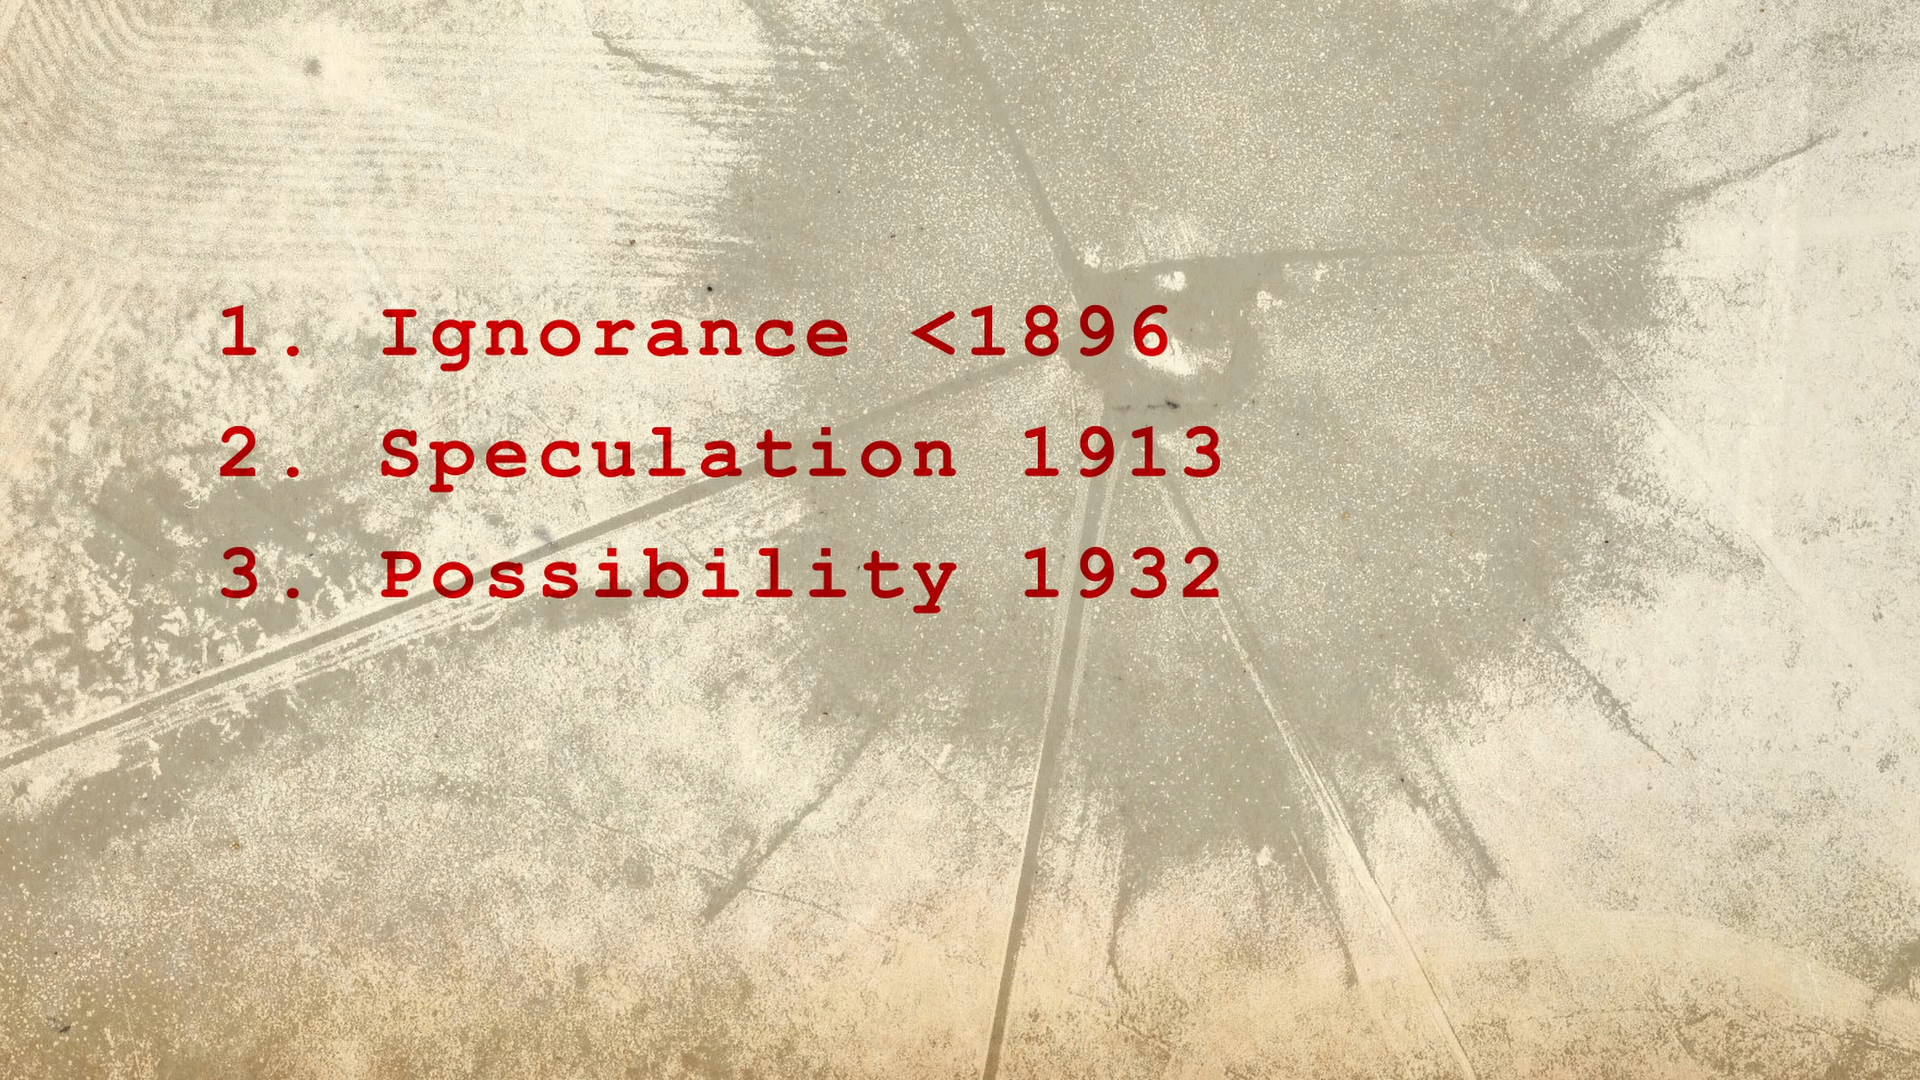 1. Ignorance <1896
2. Speculation 1913
3. Possibility 1932